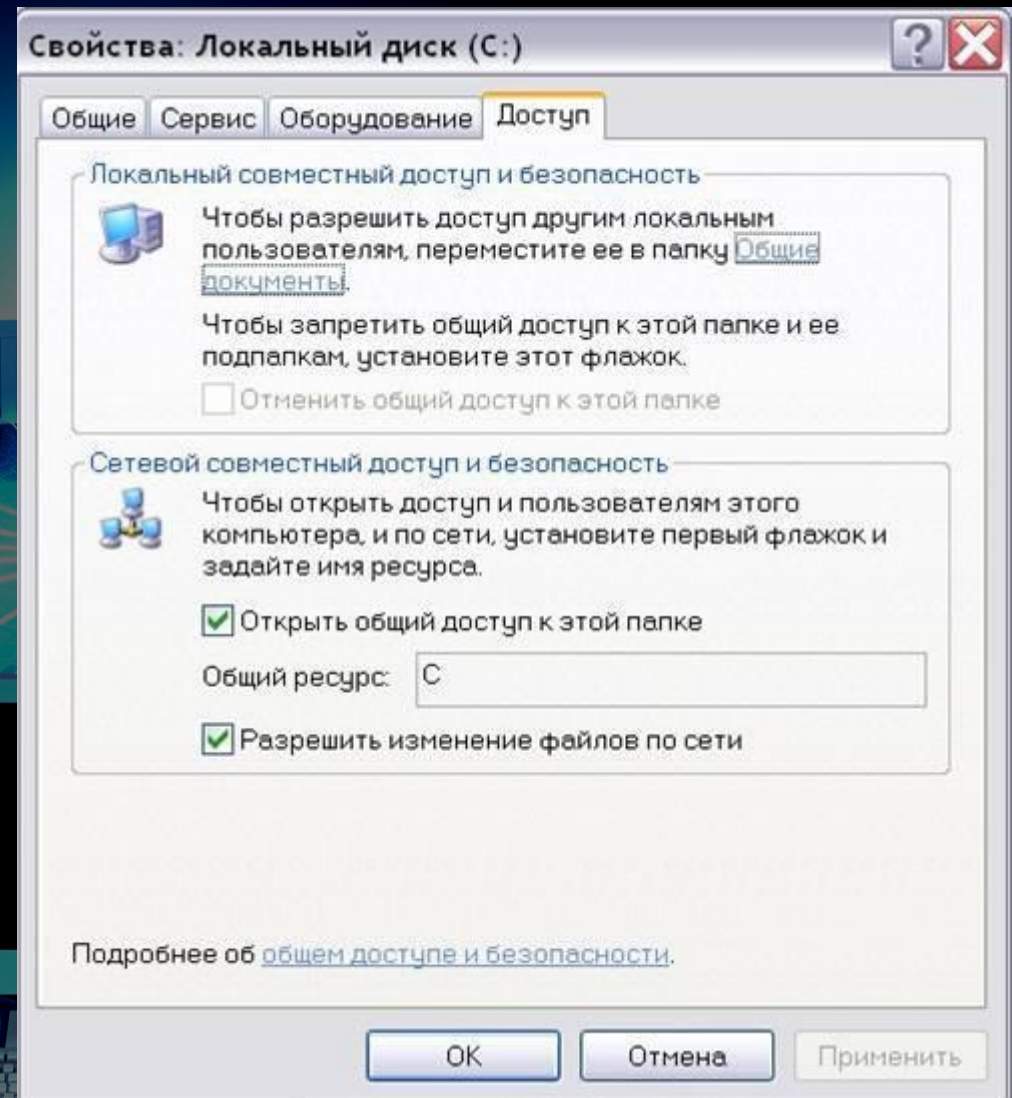 Свойства: Локальный диск (C:)
Общие Сервис Оборудование Доступ
Локальный совместный доступ и безопасность
Чтобы разрешить доступ другим локальным
пользователям, переместите ее в папку Общие
документы.
Чтобы запретить общий доступ к этой папке и ее
подпапкам, установите этот флажок.
Отменить общий доступ к этой папке
Сетевой совместный доступ и безопасность
Чтобы открыть доступ и пользователям этого
компьютера, и по сети, установите первый флажок и
задайте имя ресурса.
Открыть общий доступ к этой папке
Общий ресурс: C
Разрешить изменение файлов по сети
Подробнее об общем доступе и безопасности.
OK Отмена Применить